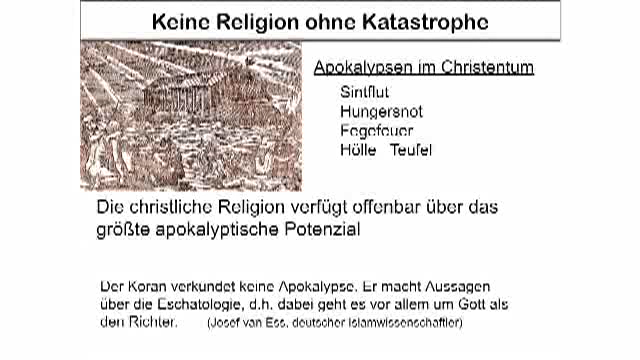 Keine Religion ohne Katastrophe
Apokalypsen im Christentum
Sintflut
Hungersnot
Fegefeuer
Hölle Teufel
Die christliche Religion verfügt offenbar über das
größte apokalyptische Potenzial
Der Koran verkündet keine Apokalypse. Er macht Aussagen
über die Eschatologie, d.h. dabei geht es vor allem um Gott als
den Richter. (Josef van Ess, deutscher Islamwissenschaftler)